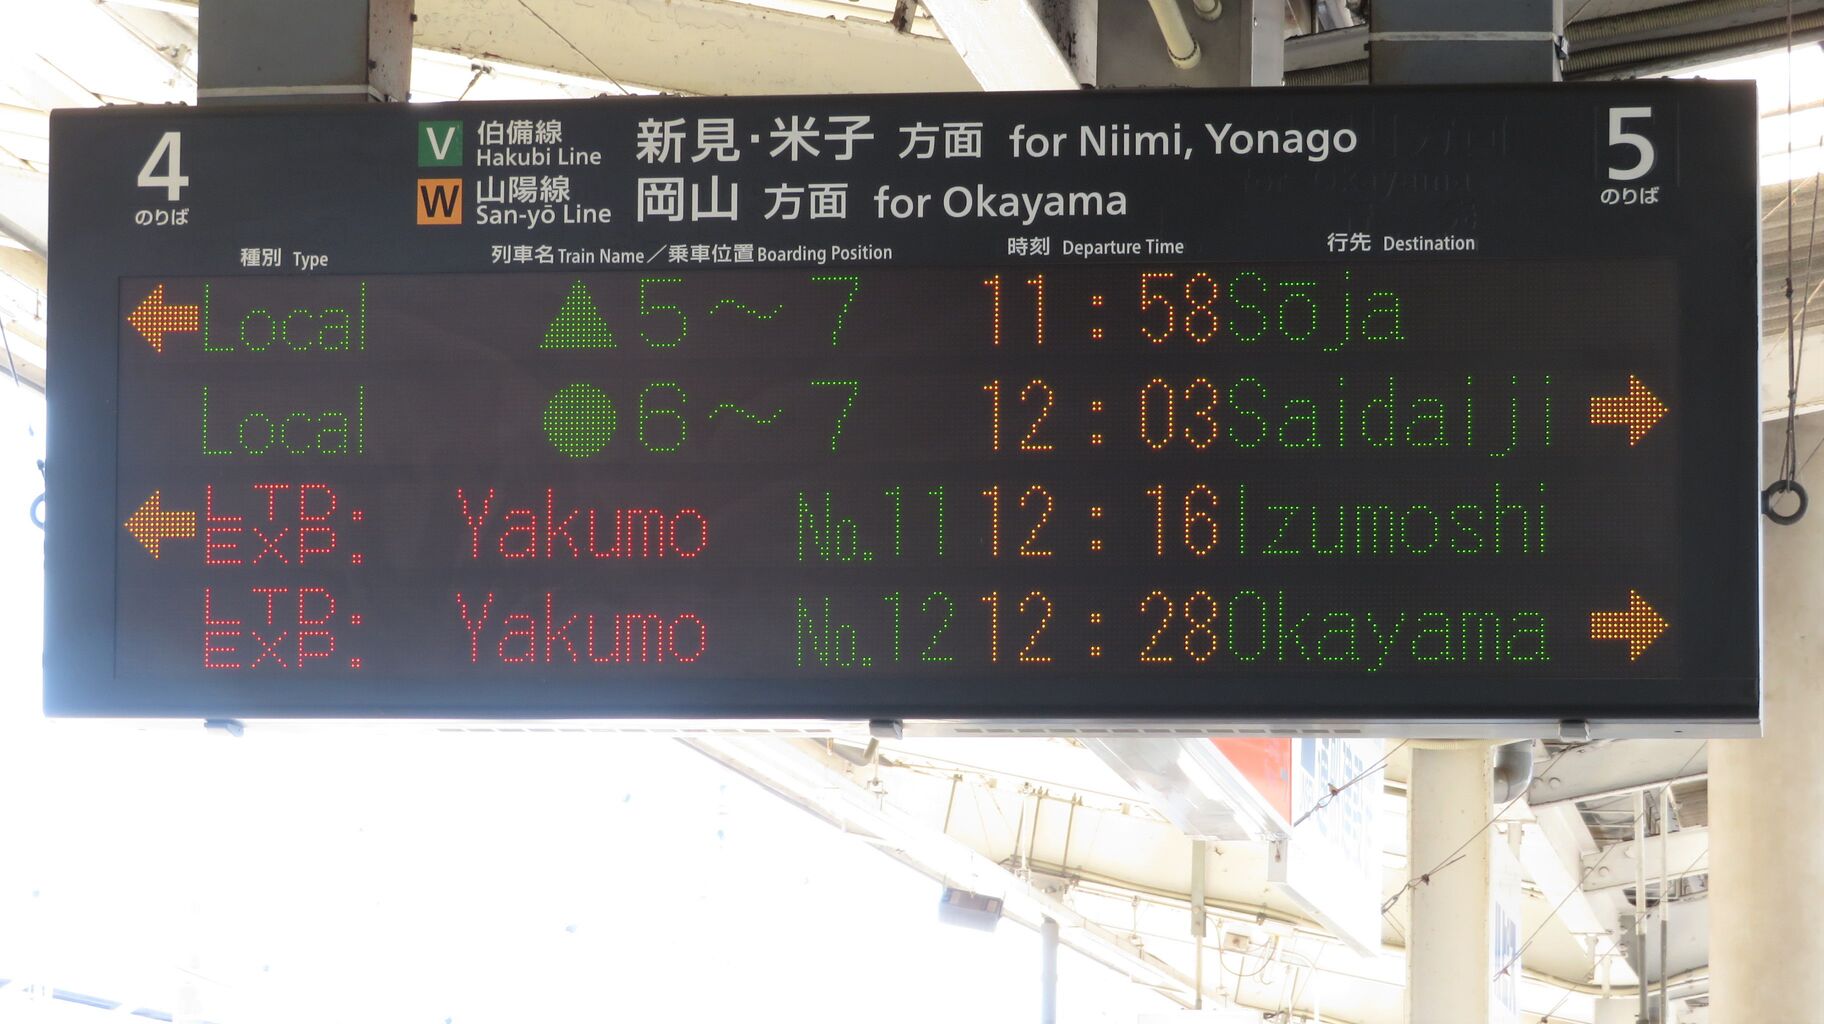 4 のりば
V 伯備線 Hakubi Line 新見・米子 方面 for Niimi, Yonago
W 山陽線 San-yō Line 岡山 方面 for Okayama
5 のりば
種別 Type 列車名 Train Name／乗車位置 Boarding Position 時刻 Departure Time 行先 Destination
← Local ▲ 5～7 11:58 Sōja
Local ● 6～7 12:03 Saidaiji →
← LTD. EXP. Yakumo No.11 12:16 Izumoshi
LTD. EXP. Yakumo No.12 12:28 Okayama →